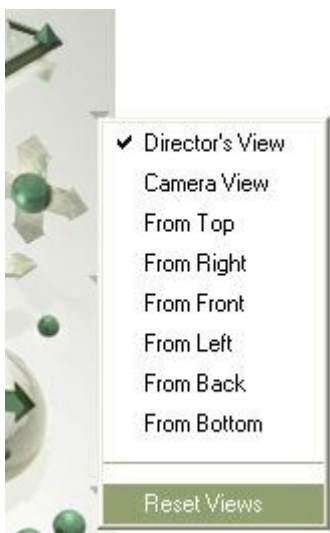 Director's View
Camera View
From Top
From Right
From Front
From Left
From Back
From Bottom
Reset Views